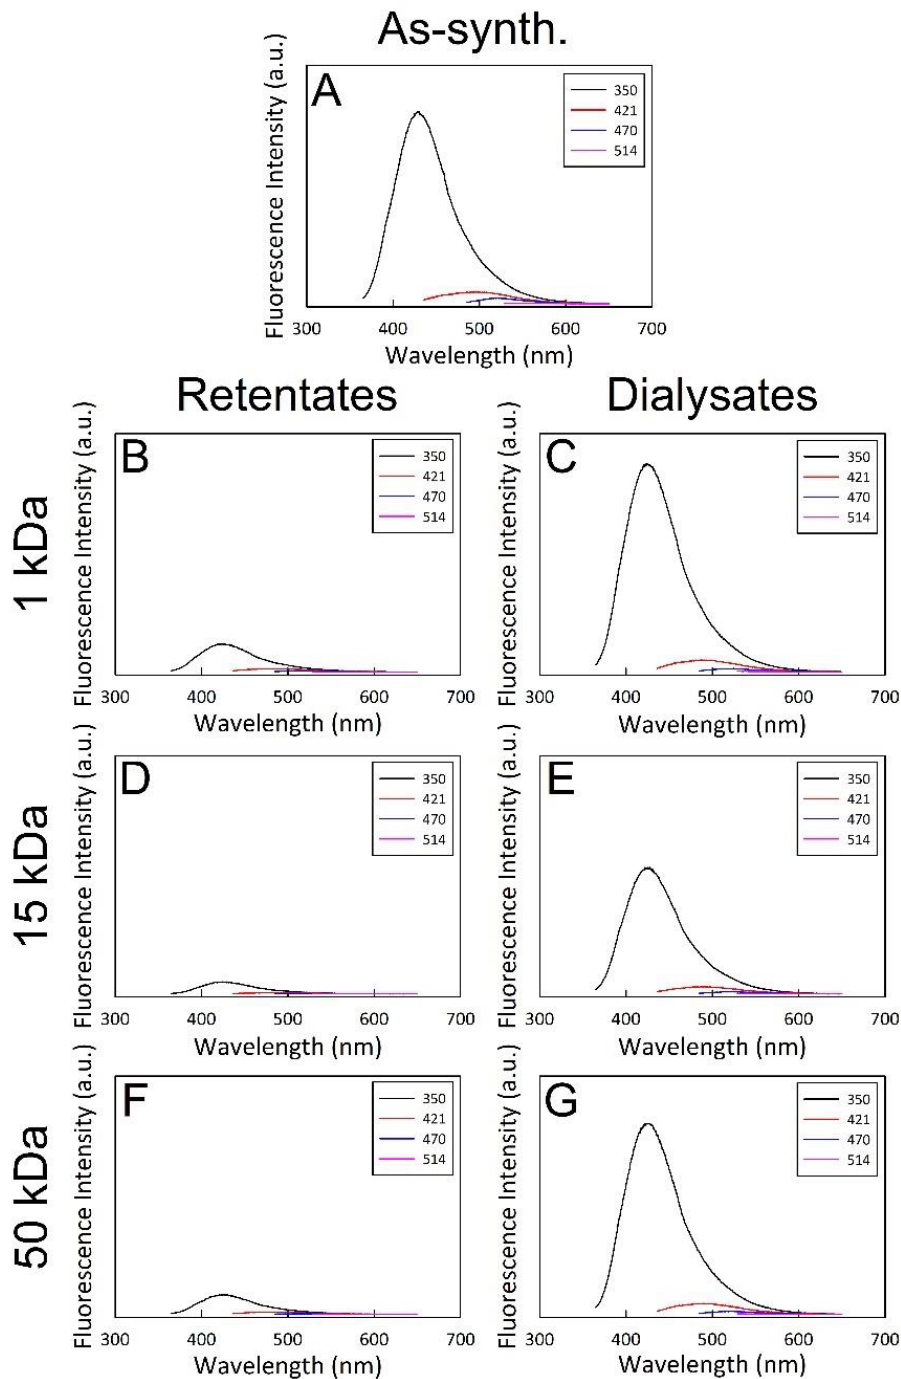 As-synth.
A
Fluorescence Intensity (a.u.)
350
421
470
514
300 400 500 600 700
Wavelength (nm)
Retentates Dialysates
1 kDa
B
Fluorescence Intensity (a.u.)
350
421
470
514
300 400 500 600 700
Wavelength (nm)
C
Fluorescence Intensity (a.u.)
350
421
470
514
300 400 500 600 700
Wavelength (nm)
15 kDa
D
Fluorescence Intensity (a.u.)
350
421
470
514
300 400 500 600 700
Wavelength (nm)
E
Fluorescence Intensity (a.u.)
350
421
470
514
300 400 500 600 700
Wavelength (nm)
50 kDa
F
Fluorescence Intensity (a.u.)
350
421
470
514
300 400 500 600 700
Wavelength (nm)
G
Fluorescence Intensity (a.u.)
350
421
470
514
300 400 500 600 700
Wavelength (nm)